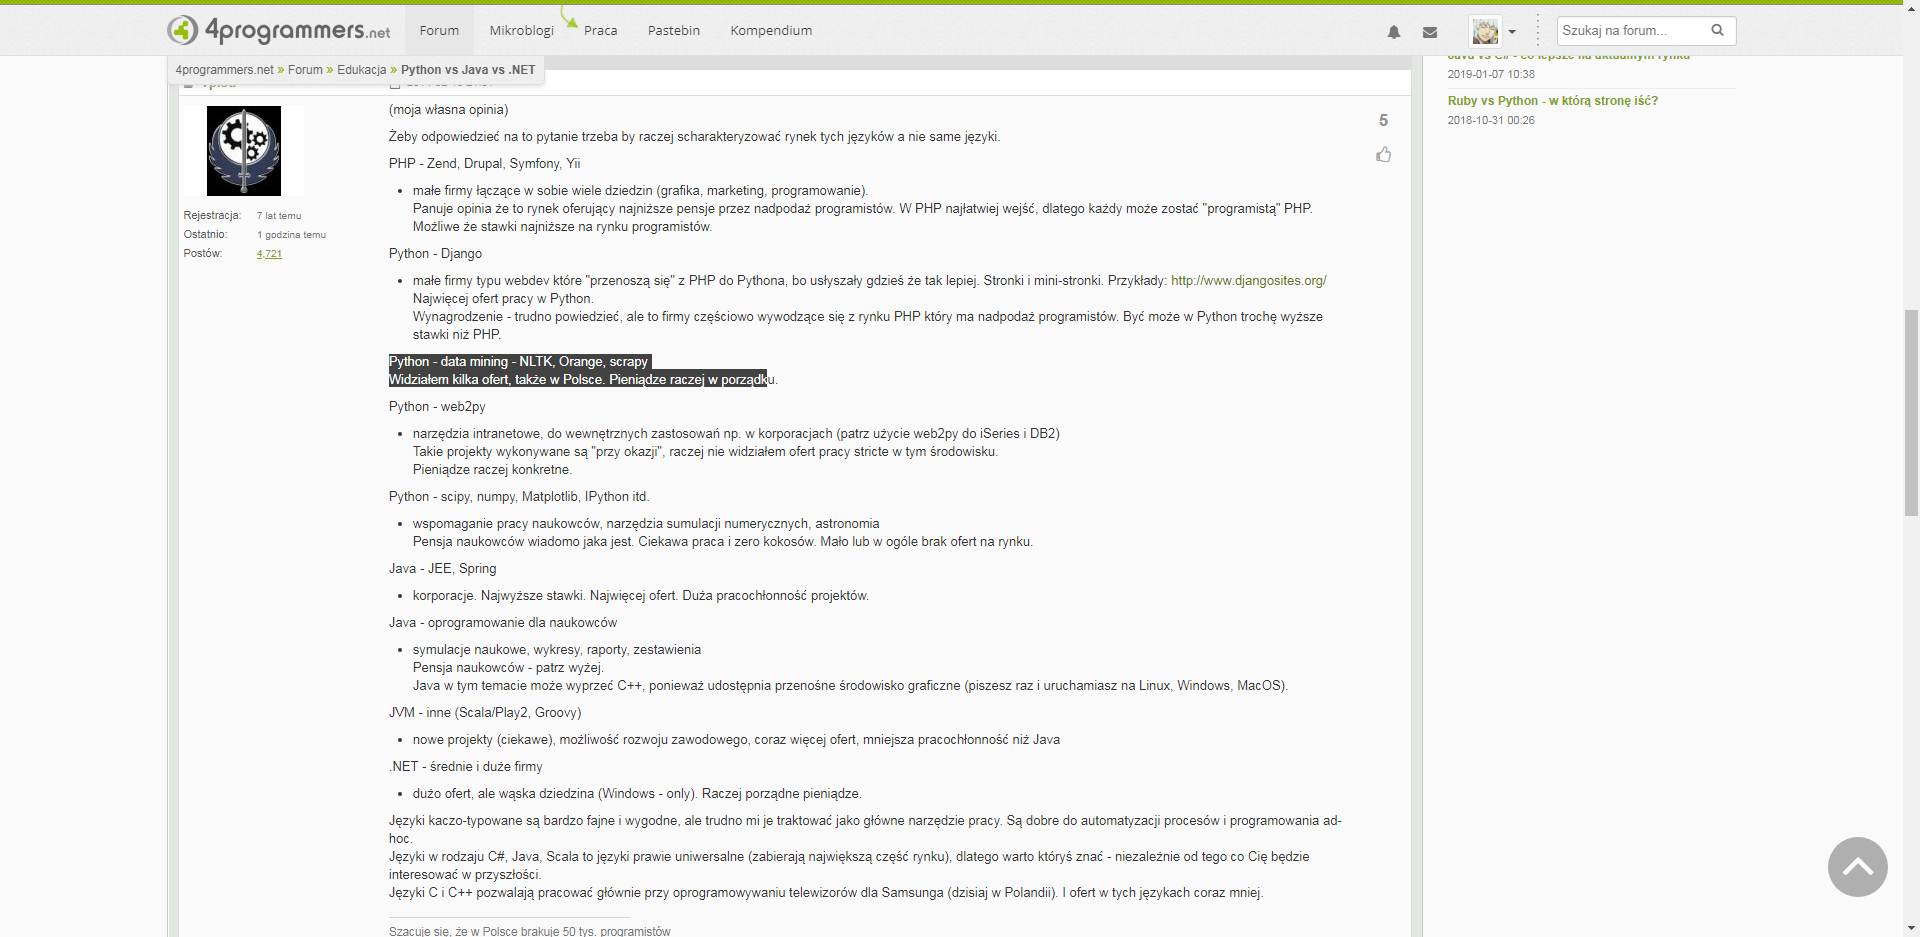 4programmers.net
Forum
Mikroblogi
Praca
Pastebin
Kompendium
Szukaj na forum...
4programmers.net » Forum » Edukacja » Python vs Java vs .NET
Java vs C# - co lepsze na aktualnym rynku
2019-01-07 10:38
Ruby vs Python - w którą stronę iść?
2018-10-31 00:26
Rejestracja: 7 lat temu
Ostatnio: 1 godzina temu
Postów: 4,721
5
(moja własna opinia)
Żeby odpowiedzieć na to pytanie trzeba by raczej scharakteryzować rynek tych języków a nie same języki.
PHP - Zend, Drupal, Symfony, Yii
• małe firmy łączące w sobie wiele dziedzin (grafika, marketing, programowanie).
Panuje opinia że to rynek oferujący najniższe pensje przez nadpodaż programistów. W PHP najłatwiej wejść, dlatego każdy może zostać "programistą" PHP.
Możliwe że stawki najniższe na rynku programistów.
Python - Django
• małe firmy typu webdev które "przenoszą się" z PHP do Pythona, bo usłyszały gdzieś że tak lepiej. Stronki i mini-stronki. Przykłady: http://www.djangosites.org/
Najwięcej ofert pracy w Python.
Wynagrodzenie - trudno powiedzieć, ale to firmy częściowo wywodzące się z rynku PHP który ma nadpodaż programistów. Być może w Python trochę wyższe
stawki niż PHP.
Python - data mining - NLTK, Orange, scrapy
Widziałem kilka ofert, także w Polsce. Pieniądze raczej w porządku.
Python - web2py
• narzędzia intranetowe, do wewnętrznych zastosowań np. w korporacjach (patrz użycie web2py do iSeries i DB2)
Takie projekty wykonywane są "przy okazji", raczej nie widziałem ofert pracy stricte w tym środowisku.
Pieniądze raczej konkretne.
Python - scipy, numpy, Matplotlib, IPython itd.
• wspomaganie pracy naukowców, narzędzia sumulacji numerycznych, astronomia
Pensja naukowców wiadomo jaka jest. Ciekawa praca i zero kokosów. Mało lub w ogóle brak ofert na rynku.
Java - JEE, Spring
• korporacje. Najwyższe stawki. Najwięcej ofert. Duża pracochłonność projektów.
Java - oprogramowanie dla naukowców
• symulacje naukowe, wykresy, raporty, zestawienia
Pensja naukowców - patrz wyżej.
Java w tym temacie może wyprzeć C++, ponieważ udostępnia przenośne środowisko graficzne (piszesz raz i uruchamiasz na Linux, Windows, MacOS).
JVM - inne (Scala/Play2, Groovy)
• nowe projekty (ciekawe), możliwość rozwoju zawodowego, coraz więcej ofert, mniejsza pracochłonność niż Java
.NET - średnie i duże firmy
• dużo ofert, ale wąska dziedzina (Windows - only). Raczej porządne pieniądze.
Języki kaczo-typowane są bardzo fajne i wygodne, ale trudno mi je traktować jako główne narzędzie pracy. Są dobre do automatyzacji procesów i programowania ad-
hoc.
Języki w rodzaju C#, Java, Scala to języki prawie uniwersalne (zabierają największą część rynku), dlatego warto któryś znać - niezależnie od tego co Cię będzie
interesować w przyszłości.
Języki C i C++ pozwalają pracować głównie przy oprogramowywaniu telewizorów dla Samsunga (dzisiaj w Polandii). I ofert w tych językach coraz mniej.
Szacuje się, że w Polsce brakuje 50 tys. programistów